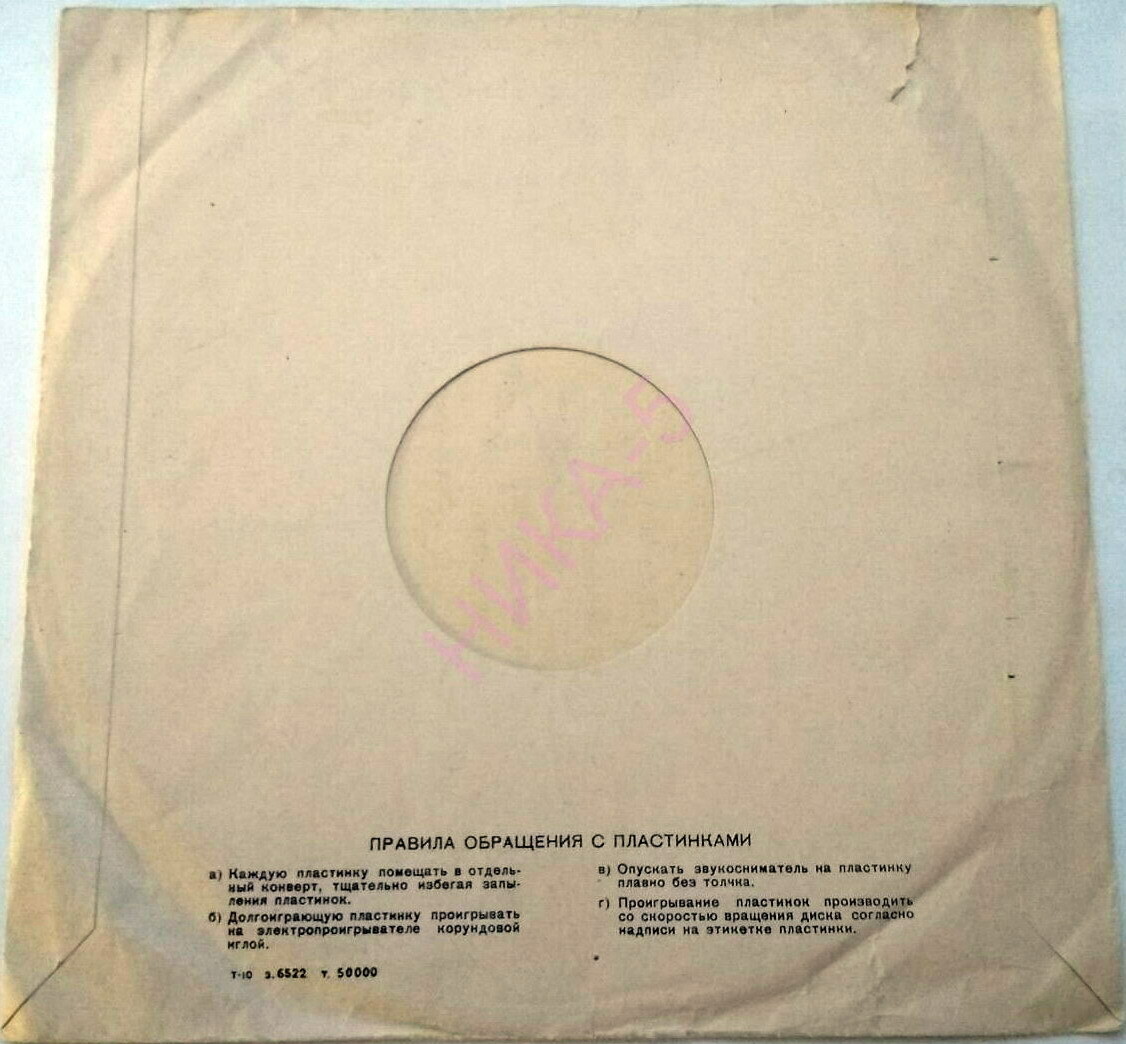 НИКА-5
ПРАВИЛА ОБРАЩЕНИЯ С ПЛАСТИНКАМИ
а) Каждую пластинку помещать в отдель-
ный конверт, тщательно избегая запы-
ления пластинок.
б) Долгоиграющую пластинку проигрывать
на электропроигрывателе корундовой
иглой.
в) Опускать звукосниматель на пластинку
плавно без толчка.
г) Проигрывание пластинок производить
со скоростью вращения диска согласно
надписи на этикетке пластинки.
Т-10 з.6522 т. 50000